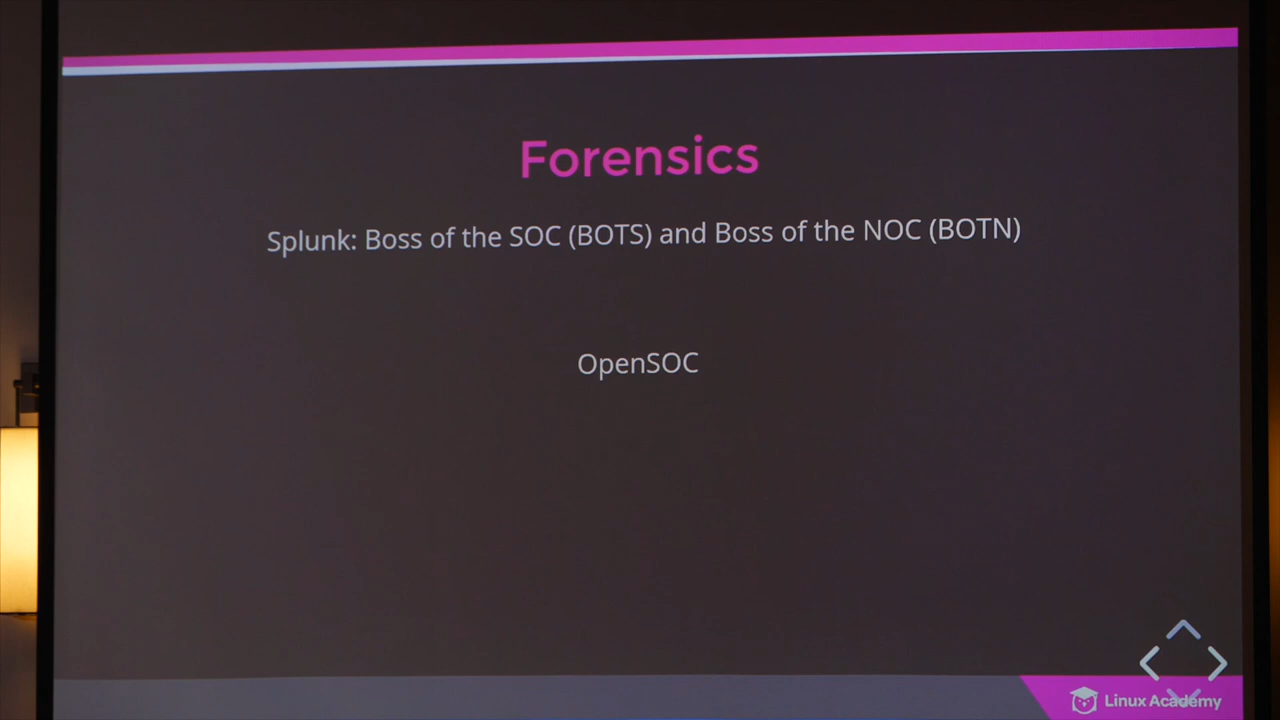 Forensics
Splunk: Boss of the SOC (BOTS) and Boss of the NOC (BOTN)
OpenSOC
Linux Academy